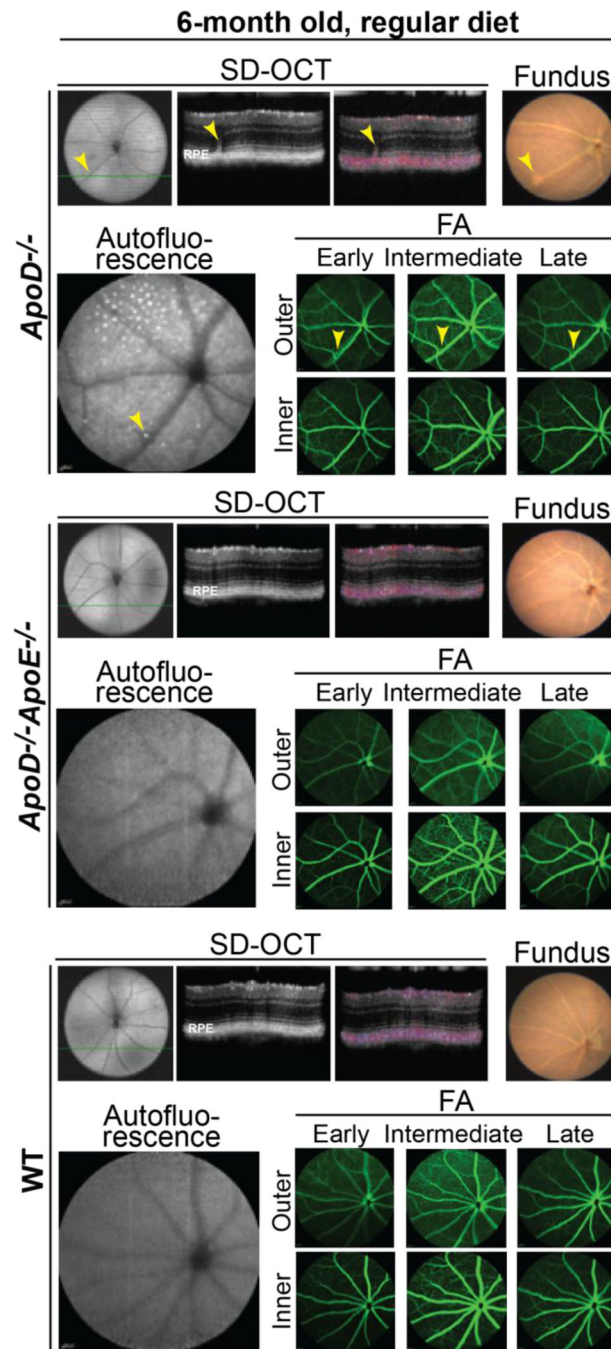 6-month old, regular diet
SD-OCT
Fundus
RPE
ApoD-/-
Autofluo-
rescence
FA
Early Intermediate Late
Outer
Inner
SD-OCT
Fundus
RPE
ApoD-/-ApoE-/-
Autofluo-
rescence
FA
Early Intermediate Late
Outer
Inner
SD-OCT
Fundus
RPE
WT
Autofluo-
rescence
FA
Early Intermediate Late
Outer
Inner